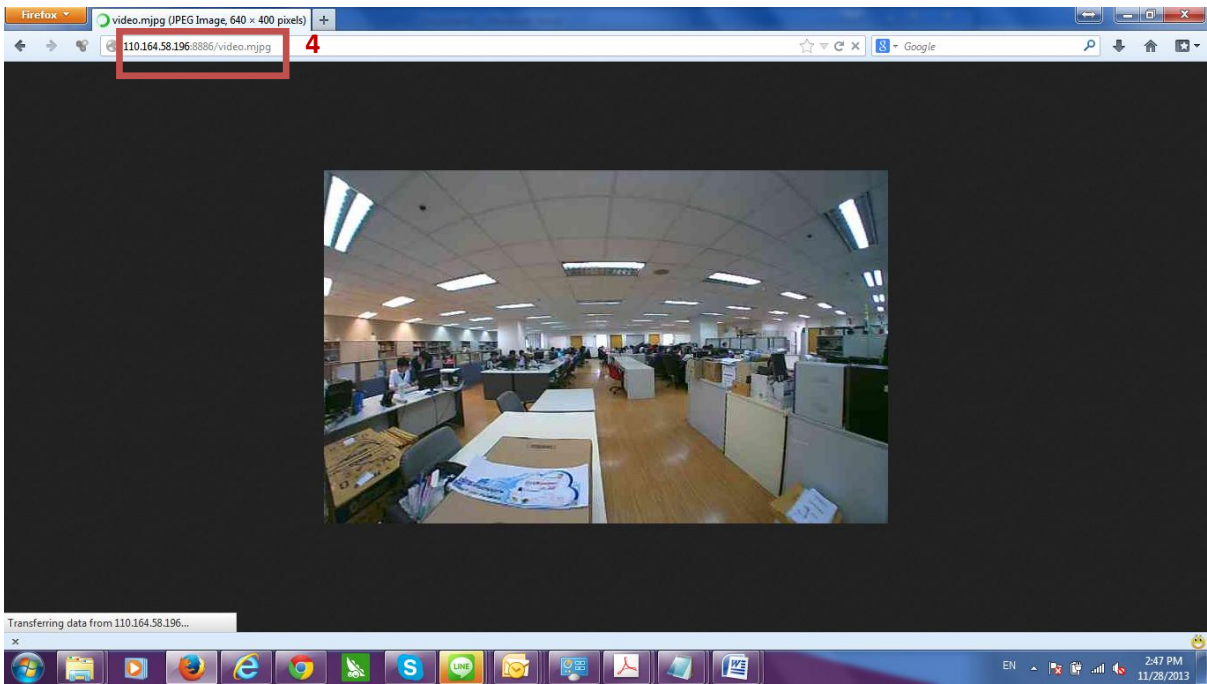 Firefox
video.mjpg (JPEG Image, 640 × 400 pixels)
110.164.58.196:8886/video.mjpg
4
Google
Transferring data from 110.164.58.196...
LINE
EN
2:47 PM
11/28/2013